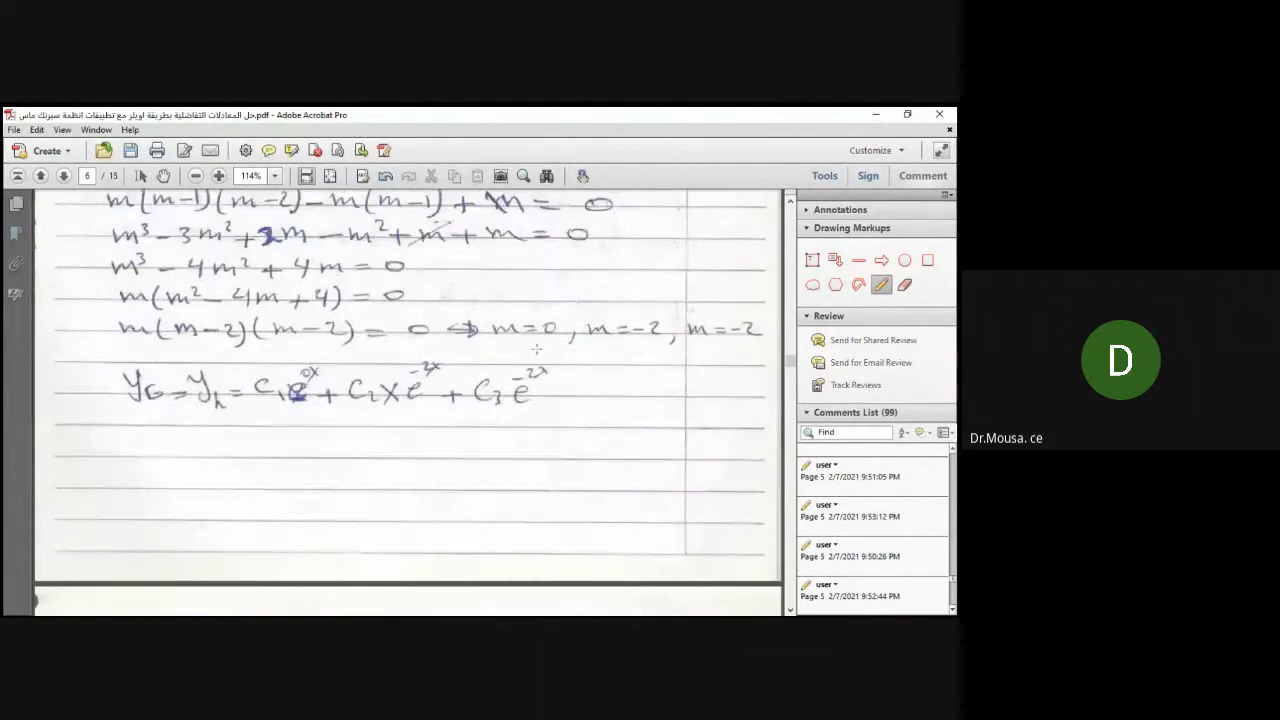 حل المعادلات التفاضلية بطريقة اويلر مع تطبيقات انظمة سبرنك ماس.pdf - Adobe Acrobat Pro
File Edit View Window Help
Create Customize
6 / 15 114% Tools Sign Comment
m(m-1)(m-2) - m(m-1) + m = 0
m³ - 3m² + 2m - m² + m + m = 0
m³ - 4m² + 4m = 0
m(m² - 4m + 4) = 0
m(m-2)(m-2) = 0 ⇒ m=0, m=-2, m=-2
y_G = y_h = C₁e^{0x} + C₂xe^{-2x} + C₃e^{-2x}
Annotations
Drawing Markups
Review
Send for Shared Review
Send for Email Review
Track Reviews
Comments List (99)
Find
user
Page 5 2/7/2021 9:51:05 PM
user
Page 5 2/7/2021 9:53:12 PM
user
Page 5 2/7/2021 9:50:26 PM
user
Page 5 2/7/2021 9:52:44 PM
D
Dr.Mousa. ce